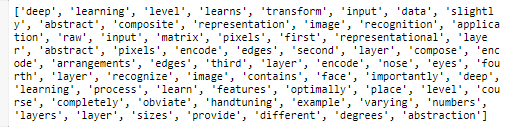 ['deep', 'learning', 'level', 'learns', 'transform', 'input', 'data', 'slightl
y', 'abstract', 'composite', 'representation', 'image', 'recognition', 'applica
tion', 'raw', 'input', 'matrix', 'pixels', 'first', 'representational', 'laye
r', 'abstract', 'pixels', 'encode', 'edges', 'second', 'layer', 'compose', 'enc
ode', 'arrangements', 'edges', 'third', 'layer', 'encode', 'nose', 'eyes', 'fou
rth', 'layer', 'recognize', 'image', 'contains', 'face', 'importantly', 'deep',
'learning', 'process', 'learn', 'features', 'optimally', 'place', 'level', 'cou
rse', 'completely', 'obviate', 'handtuning', 'example', 'varying', 'numbers',
'layers', 'layer', 'sizes', 'provide', 'different', 'degrees', 'abstraction']